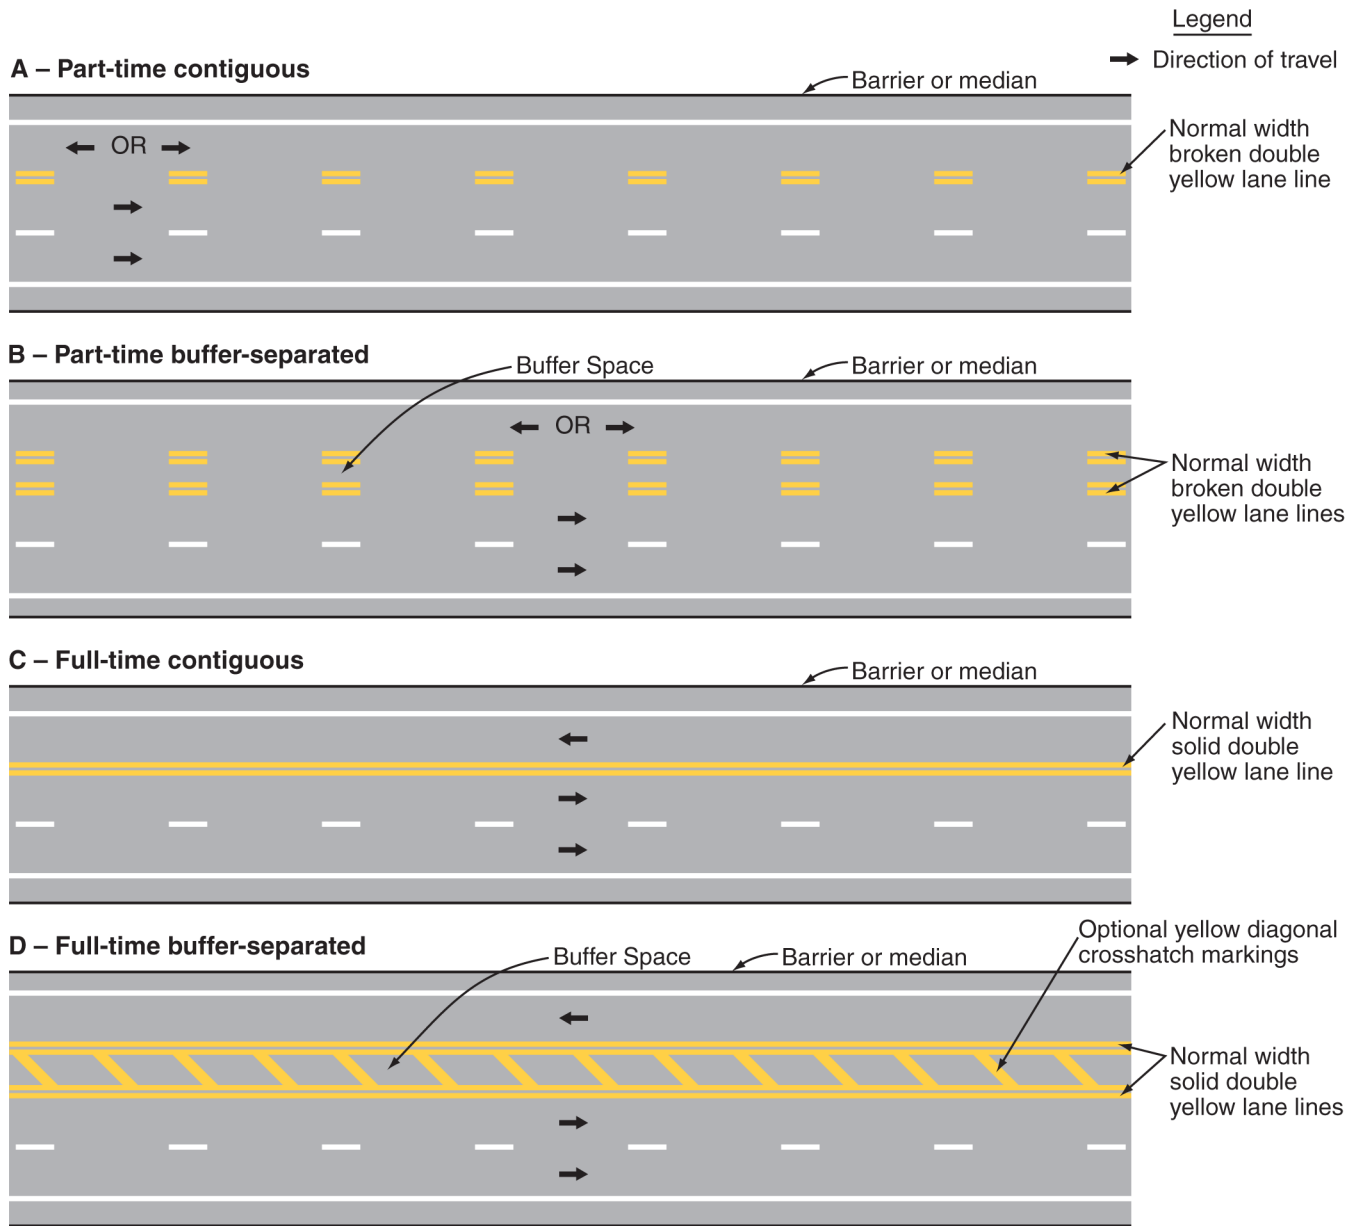 Legend
Direction of travel
A – Part-time contiguous
Barrier or median
OR
Normal width
broken double
yellow lane line
B – Part-time buffer-separated
Buffer Space
Barrier or median
OR
Normal width
broken double
yellow lane lines
C – Full-time contiguous
Barrier or median
Normal width
solid double
yellow lane line
D – Full-time buffer-separated
Buffer Space
Barrier or median
Optional yellow diagonal
crosshatch markings
Normal width
solid double
yellow lane lines